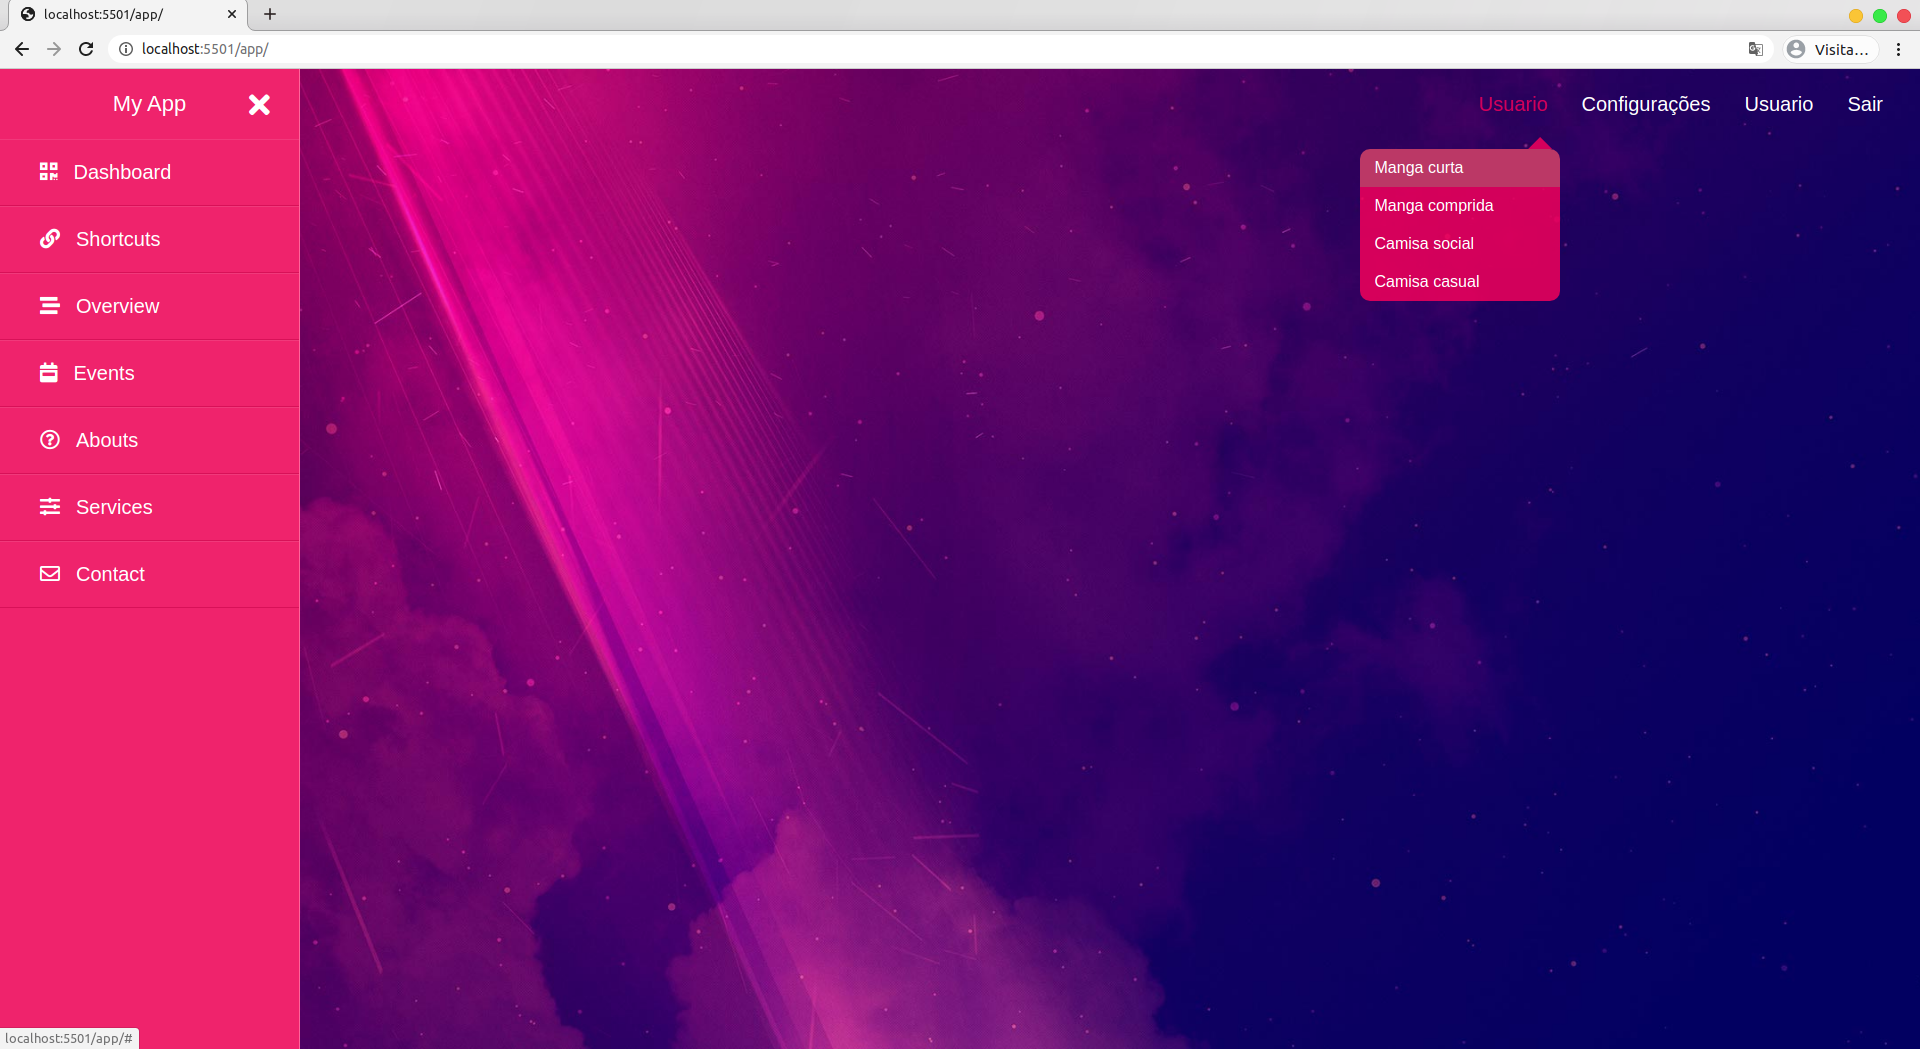 localhost:5501/app/
localhost:5501/app/
Visita...
My App
Usuario Configurações Usuario Sair
Dashboard
Shortcuts
Overview
Events
Abouts
Services
Contact
Manga curta
Manga comprida
Camisa social
Camisa casual
localhost:5501/app/#